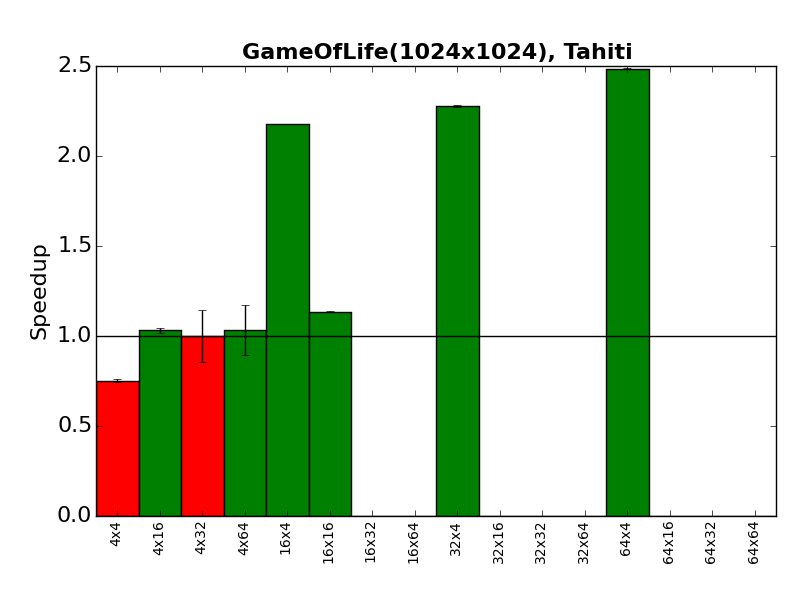 GameOfLife(1024x1024), Tahiti
Speedup
2.5
2.0
1.5
1.0
0.5
0.0
4x4
4x16
4x32
4x64
16x4
16x16
16x32
16x64
32x4
32x16
32x32
32x64
64x4
64x16
64x32
64x64